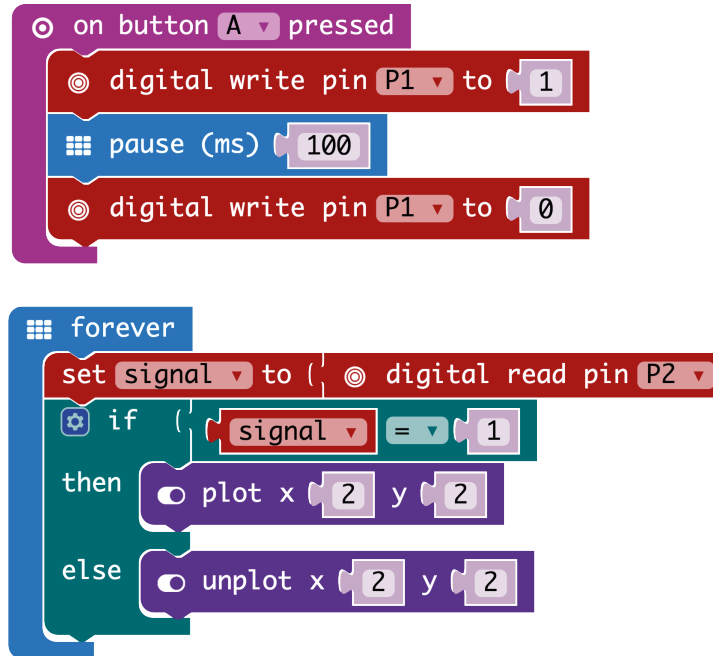 on button A pressed
digital write pin P1 to 1
pause (ms) 100
digital write pin P1 to 0
forever
set signal to ( digital read pin P2
if ( signal = 1
then plot x 2 y 2
else unplot x 2 y 2